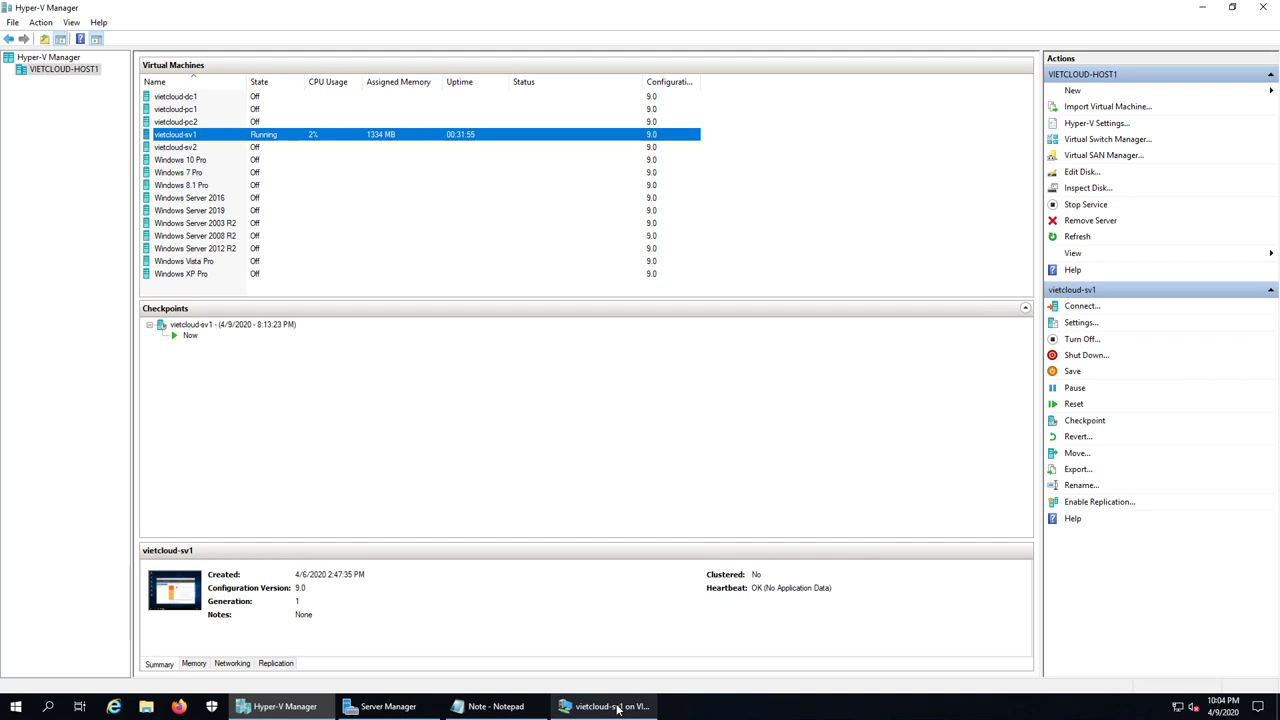 Hyper-V Manager
File Action View Help
Hyper-V Manager
VIETCLOUD-HOST1
Virtual Machines
Name State CPU Usage Assigned Memory Uptime Status Configurati...
vietcloud-dc1 Off 9.0
vietcloud-pc1 Off 9.0
vietcloud-pc2 Off 9.0
vietcloud-sv1 Running 2% 1334 MB 00:31:55 9.0
vietcloud-sv2 Off 9.0
Windows 10 Pro Off 9.0
Windows 7 Pro Off 9.0
Windows 8.1 Pro Off 9.0
Windows Server 2016 Off 9.0
Windows Server 2019 Off 9.0
Windows Server 2003 R2 Off 9.0
Windows Server 2008 R2 Off 9.0
Windows Server 2012 R2 Off 9.0
Windows Vista Pro Off 9.0
Windows XP Pro Off 9.0
Checkpoints
vietcloud-sv1 - (4/9/2020 - 8:13:23 PM)
Now
vietcloud-sv1
Created: 4/6/2020 2:47:35 PM Clustered: No
Configuration Version: 9.0 Heartbeat: OK (No Application Data)
Generation: 1
Notes: None
Summary Memory Networking Replication
Actions
VIETCLOUD-HOST1
New
Import Virtual Machine...
Hyper-V Settings...
Virtual Switch Manager...
Virtual SAN Manager...
Edit Disk...
Inspect Disk...
Stop Service
Remove Server
Refresh
View
Help
vietcloud-sv1
Connect...
Settings...
Turn Off...
Shut Down...
Save
Pause
Reset
Checkpoint
Revert...
Move...
Export...
Rename...
Enable Replication...
Help
Hyper-V Manager Server Manager Note - Notepad vietcloud-sv1 on VI...
10:04 PM
4/9/2020